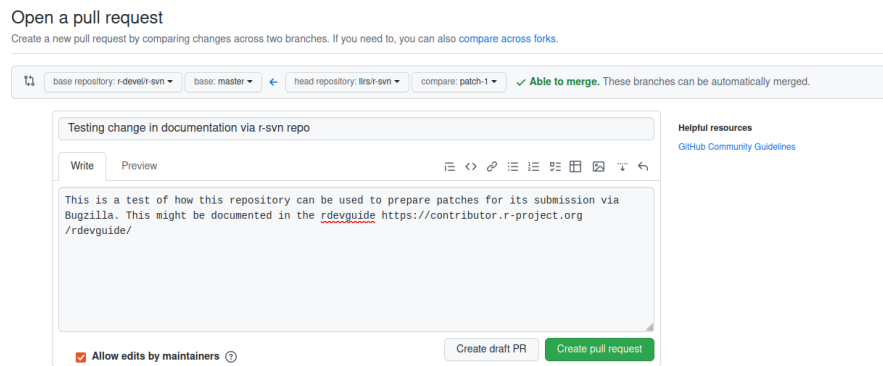 Open a pull request
Create a new pull request by comparing changes across two branches. If you need to, you can also compare across forks.
base repository: r-devel/r-svn base: master head repository: llrs/r-svn compare: patch-1 Able to merge. These branches can be automatically merged.
Testing change in documentation via r-svn repo
Helpful resources
GitHub Community Guidelines
Write Preview
This is a test of how this repository can be used to prepare patches for its submission via
Bugzilla. This might be documented in the rdevguide https://contributor.r-project.org
/rdevguide/
Create draft PR Create pull request
Allow edits by maintainers ?